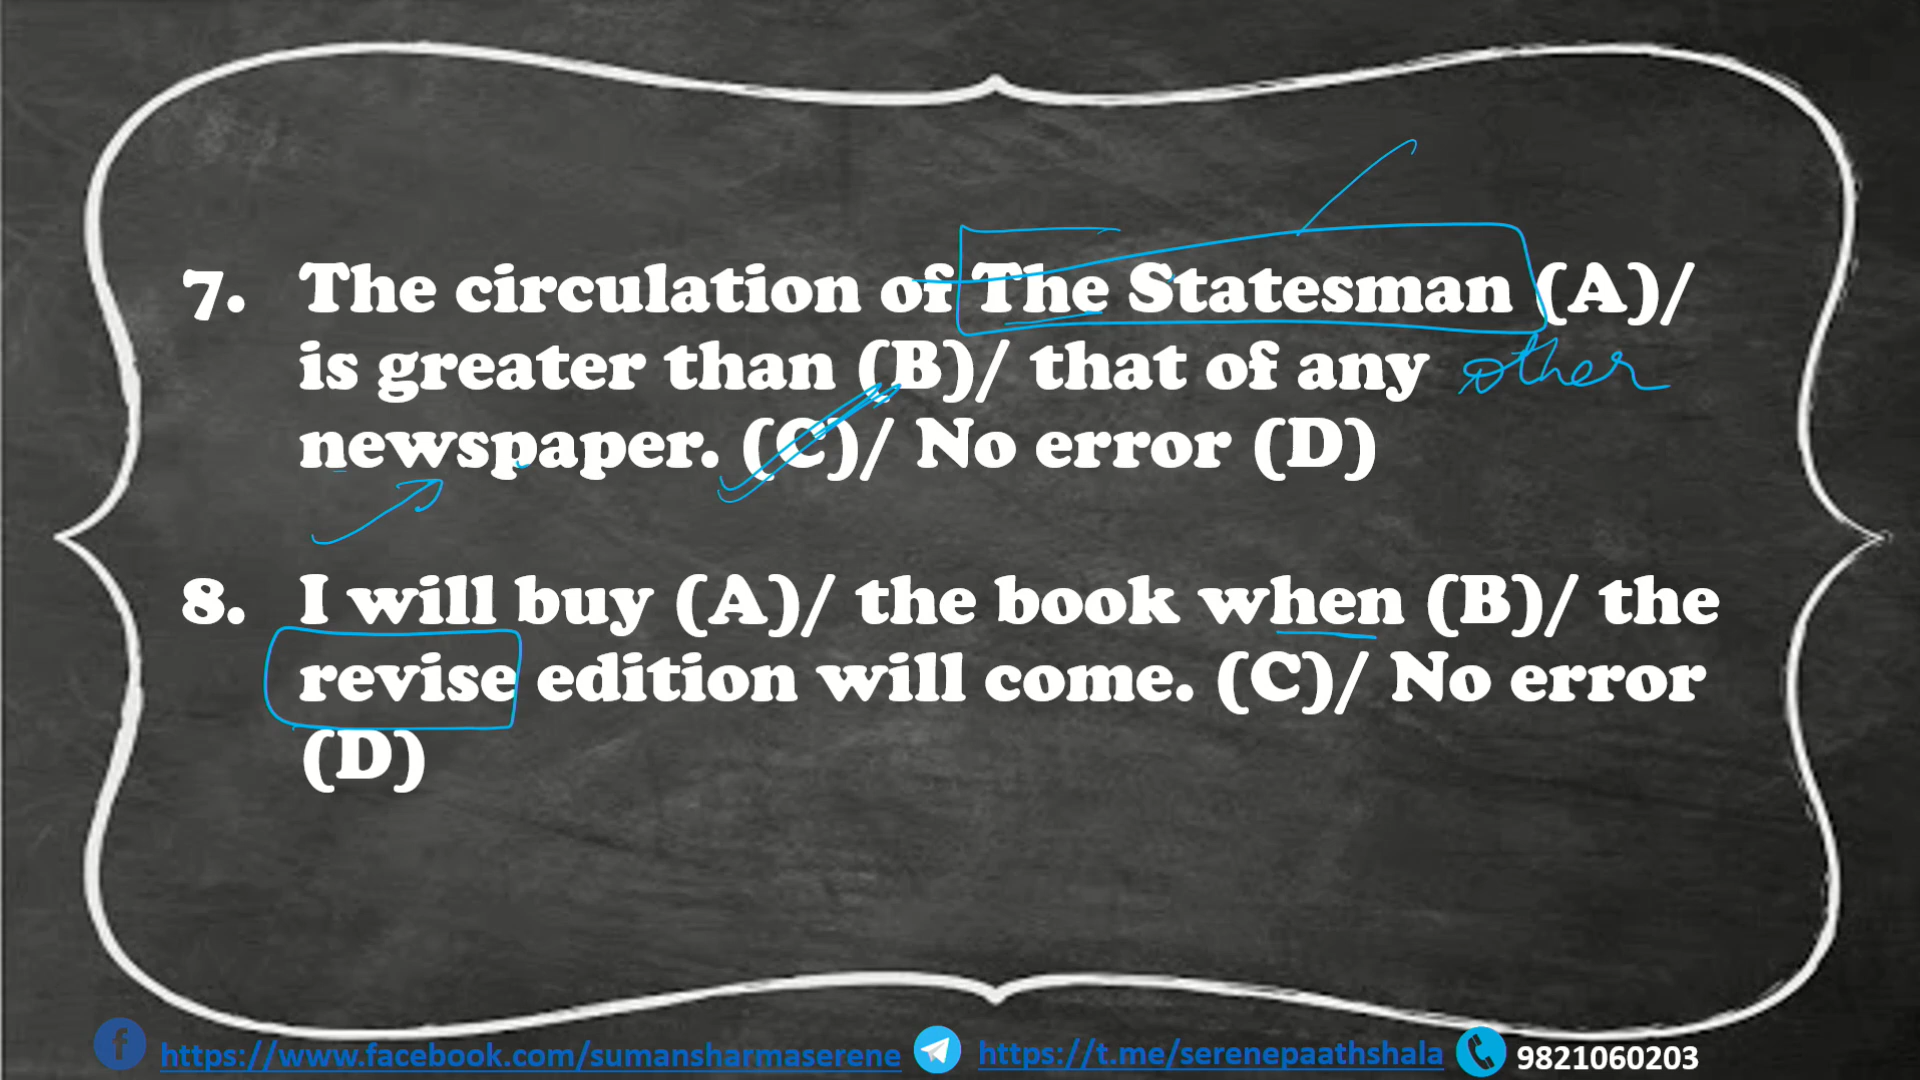 7. The circulation of The Statesman (A)/
is greater than (B)/ that of any other
newspaper. (C)/ No error (D)
8. I will buy (A)/ the book when (B)/ the
revise edition will come. (C)/ No error
(D)
https://www.facebook.com/sumansharmaserene https://t.me/serenepaathshala 9821060203